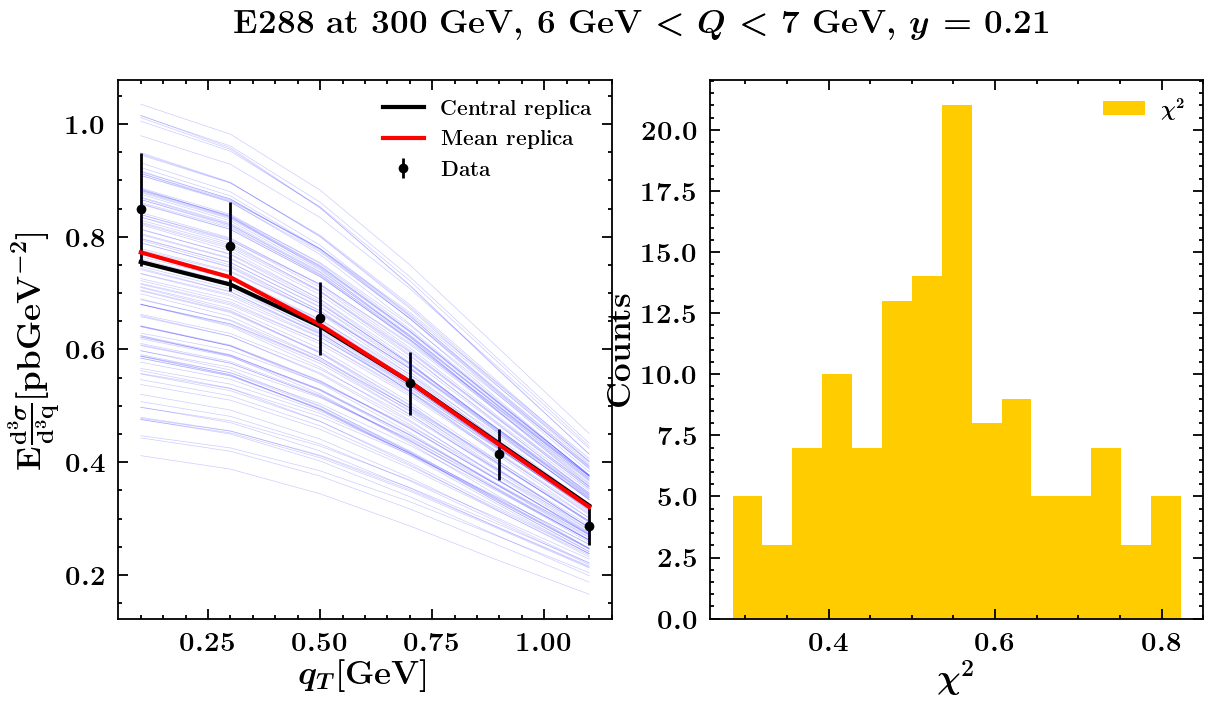 E288 at 300 GeV, 6 GeV < Q < 7 GeV, y = 0.21
Central replica
Mean replica
Data
1.0
0.8
0.6
0.4
0.2
E d³σ/d³q [pbGeV⁻²]
0.25 0.50 0.75 1.00
q_T[GeV]
χ²
20.0
17.5
15.0
12.5
10.0
7.5
5.0
2.5
0.0
Counts
0.4 0.6 0.8
χ²